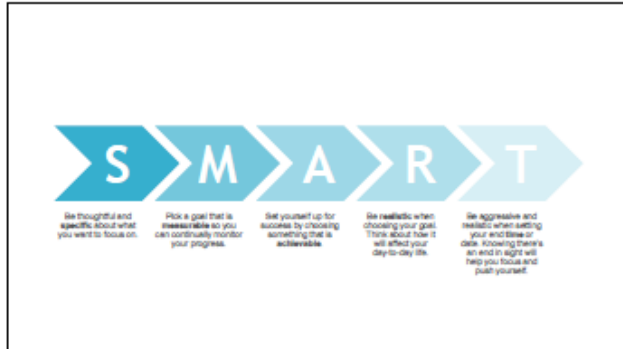 S M A R T
Be thoughtful and
specific about what
you want to focus on.
Pick a goal that is
measurable so you
can continually monitor
your progress.
Set yourself up for
success by choosing
something that is
achievable.
Be realistic when
choosing your goal.
Think about how it
will affect your
day-to-day life.
Be aggressive and
realistic when setting
your end time or
date. Knowing there's
an end in sight will
help you focus and
push yourself.